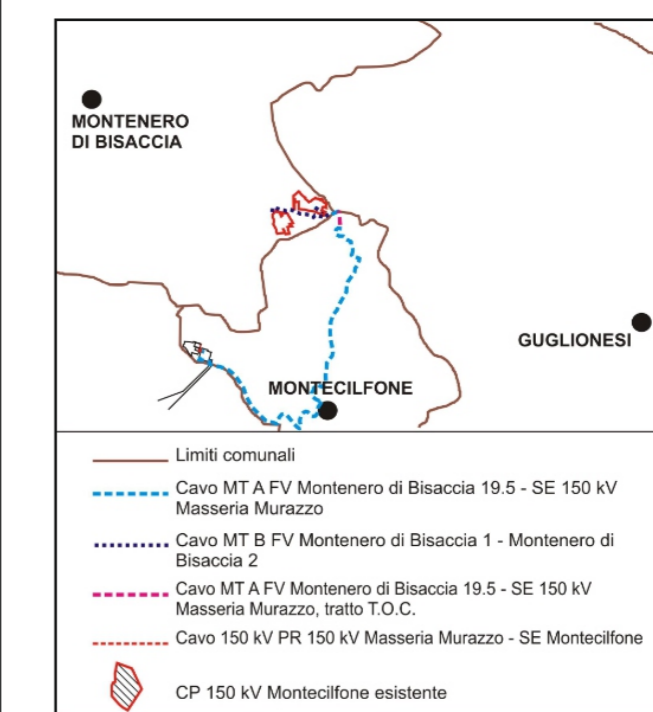 MONTENERO
DI BISACCIA
GUGLIONESI
MONTECILFONE
Limiti comunali
Cavo MT A FV Montenero di Bisaccia 19.5 - SE 150 kV
Masseria Murazzo
Cavo MT B FV Montenero di Bisaccia 1 - Montenero di
Bisaccia 2
Cavo MT A FV Montenero di Bisaccia 19.5 - SE 150 kV
Masseria Murazzo, tratto T.O.C.
Cavo 150 kV PR 150 kV Masseria Murazzo - SE Montecilfone
CP 150 kV Montecilfone esistente